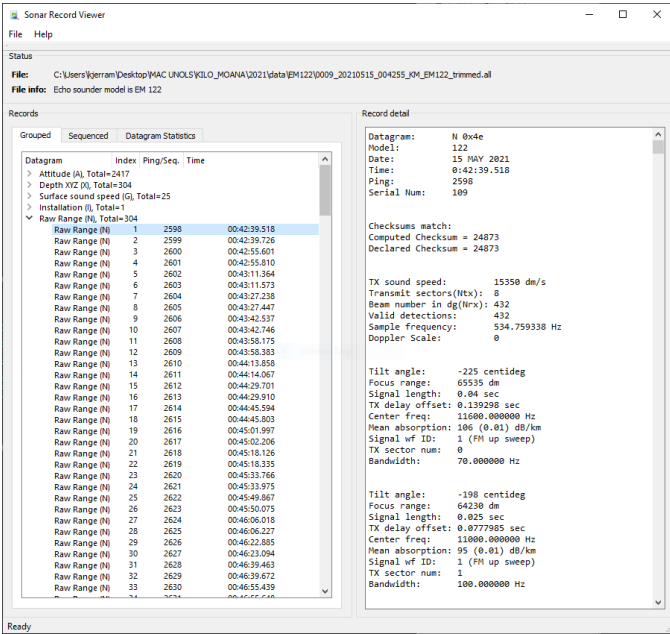 Sonar Record Viewer
File Help
Status
File: C:\Users\kjerram\Desktop\MAC UNOLS\KILO_MOANA\2021\data\EM122\0009_20210515_004255_KM_EM122_trimmed.all
File info: Echo sounder model is EM 122
Records
Grouped Sequenced Datagram Statistics
Datagram Index Ping/Seq. Time
Attitude (A), Total=2417
Depth XYZ (X), Total=304
Surface sound speed (G), Total=25
Installation (I), Total=1
Raw Range (N), Total=304
Raw Range (N) 1 2598 00:42:39.518
Raw Range (N) 2 2599 00:42:39.726
Raw Range (N) 3 2600 00:42:55.601
Raw Range (N) 4 2601 00:42:55.810
Raw Range (N) 5 2602 00:43:11.364
Raw Range (N) 6 2603 00:43:11.573
Raw Range (N) 7 2604 00:43:27.238
Raw Range (N) 8 2605 00:43:27.447
Raw Range (N) 9 2606 00:43:42.537
Raw Range (N) 10 2607 00:43:42.746
Raw Range (N) 11 2608 00:43:58.175
Raw Range (N) 12 2609 00:43:58.383
Raw Range (N) 13 2610 00:44:13.858
Raw Range (N) 14 2611 00:44:14.067
Raw Range (N) 15 2612 00:44:29.701
Raw Range (N) 16 2613 00:44:29.910
Raw Range (N) 17 2614 00:44:45.594
Raw Range (N) 18 2615 00:44:45.803
Raw Range (N) 19 2616 00:45:01.997
Raw Range (N) 20 2617 00:45:02.206
Raw Range (N) 21 2618 00:45:18.126
Raw Range (N) 22 2619 00:45:18.335
Raw Range (N) 23 2620 00:45:33.766
Raw Range (N) 24 2621 00:45:33.975
Raw Range (N) 25 2622 00:45:49.867
Raw Range (N) 26 2623 00:45:50.075
Raw Range (N) 27 2624 00:46:06.018
Raw Range (N) 28 2625 00:46:06.227
Raw Range (N) 29 2626 00:46:22.885
Raw Range (N) 30 2627 00:46:23.094
Raw Range (N) 31 2628 00:46:39.463
Raw Range (N) 32 2629 00:46:39.672
Raw Range (N) 33 2630 00:46:55.439
Record detail
Datagram: N 0x4e
Model: 122
Date: 15 MAY 2021
Time: 0:42:39.518
Ping: 2598
Serial Num: 109
Checksums match:
Computed Checksum = 24873
Declared Checksum = 24873
TX sound speed: 15350 dm/s
Transmit sectors(Ntx): 8
Beam number in dg(Nrx): 432
Valid detections: 432
Sample frequency: 534.759338 Hz
Doppler Scale: 0
Tilt angle: -225 centideg
Focus range: 65535 dm
Signal length: 0.04 sec
TX delay offset: 0.139298 sec
Center freq: 11600.000000 Hz
Mean absorption: 106 (0.01) dB/km
Signal wf ID: 1 (FM up sweep)
TX sector num: 0
Bandwidth: 70.000000 Hz
Tilt angle: -198 centideg
Focus range: 64230 dm
Signal length: 0.025 sec
TX delay offset: 0.0777985 sec
Center freq: 11000.000000 Hz
Mean absorption: 95 (0.01) dB/km
Signal wf ID: 1 (FM up sweep)
TX sector num: 1
Bandwidth: 100.000000 Hz
Ready